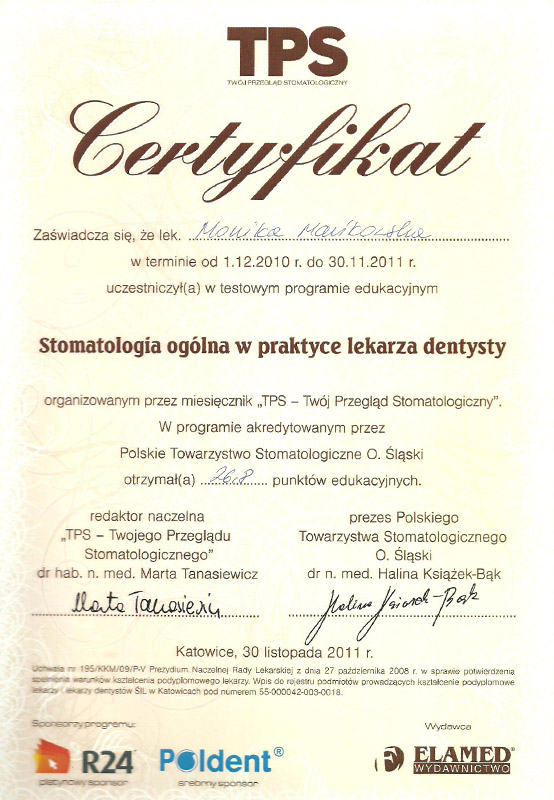 TPS
TWÓJ PRZEGLĄD STOMATOLOGICZNY
Certyfikat
Zaświadcza się, że lek. Monika Mańkowska
w terminie od 1.12.2010 r. do 30.11.2011 r.
uczestniczył(a) w testowym programie edukacyjnym
Stomatologia ogólna w praktyce lekarza dentysty
organizowanym przez miesięcznik „TPS – Twój Przegląd Stomatologiczny”.
W programie akredytowanym przez
Polskie Towarzystwo Stomatologiczne O. Śląski
otrzymał(a) 26,8 punktów edukacyjnych.
redaktor naczelna
„TPS – Twojego Przeglądu
Stomatologicznego”
dr hab. n. med. Marta Tanasiewicz
Marta Tanasiewicz
prezes Polskiego
Towarzystwa Stomatologicznego
O. Śląski
dr n. med. Halina Książek-Bąk
Halina Książek-Bąk
Katowice, 30 listopada 2011 r.
Uchwała nr 195/KKM/09/P-V Prezydium Naczelnej Rady Lekarskiej z dnia 27 października 2008 r. w sprawie potwierdzenia
spełnienia warunków kształcenia podyplomowego lekarzy. Wpis do rejestru podmiotów prowadzących kształcenie podyplomowe
lekarzy i lekarzy dentystów ŚIL w Katowicach pod numerem 55-000042-003-0018.
Sponsorzy programu:
R24
platynowy sponsor
Poldent®
srebrny sponsor
Wydawca
ELAMED®
WYDAWNICTWO